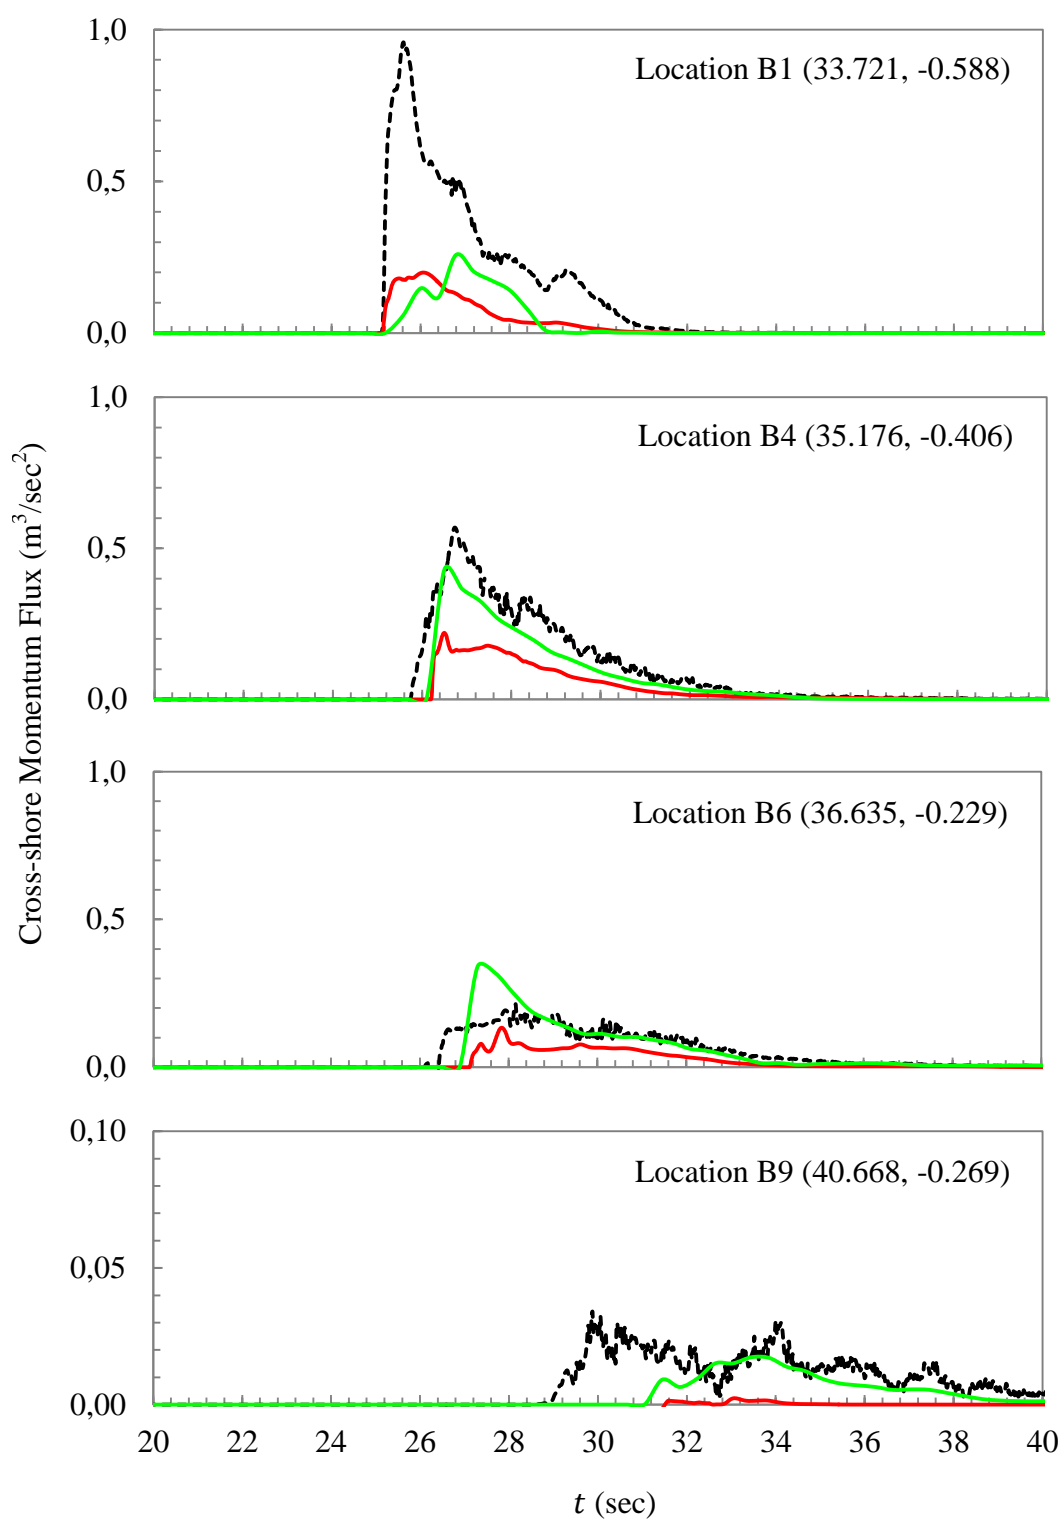 Cross-shore Momentum Flux (m³/sec²)
1,0
0,5
0,0
Location B1 (33.721, -0.588)
1,0
0,5
0,0
Location B4 (35.176, -0.406)
1,0
0,5
0,0
Location B6 (36.635, -0.229)
0,10
0,05
0,00
Location B9 (40.668, -0.269)
20 22 24 26 28 30 32 34 36 38 40
t (sec)